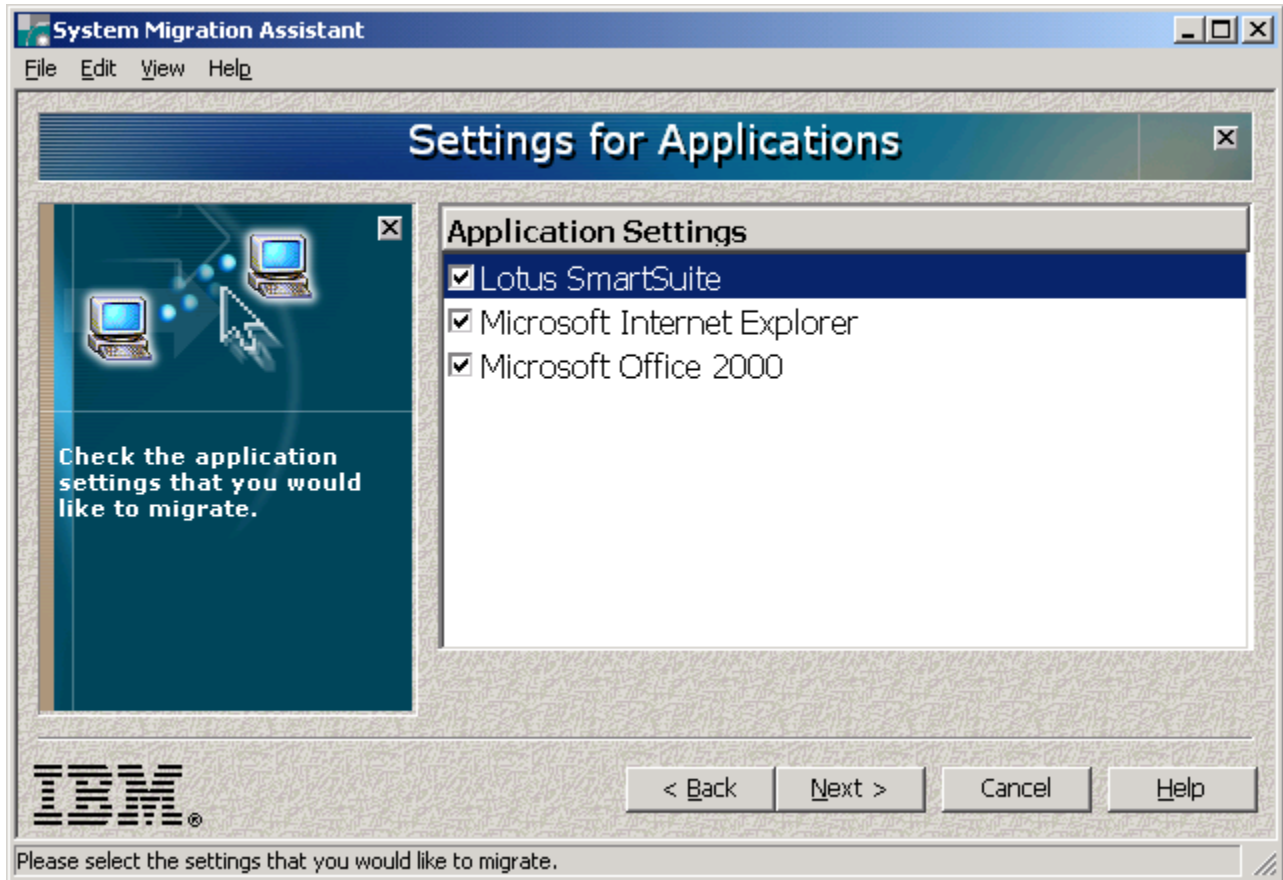 System Migration Assistant
File Edit View Help
Settings for Applications
Check the application
settings that you would
like to migrate.
Application Settings
Lotus SmartSuite
Microsoft Internet Explorer
Microsoft Office 2000
IBM®
< Back Next > Cancel Help
Please select the settings that you would like to migrate.